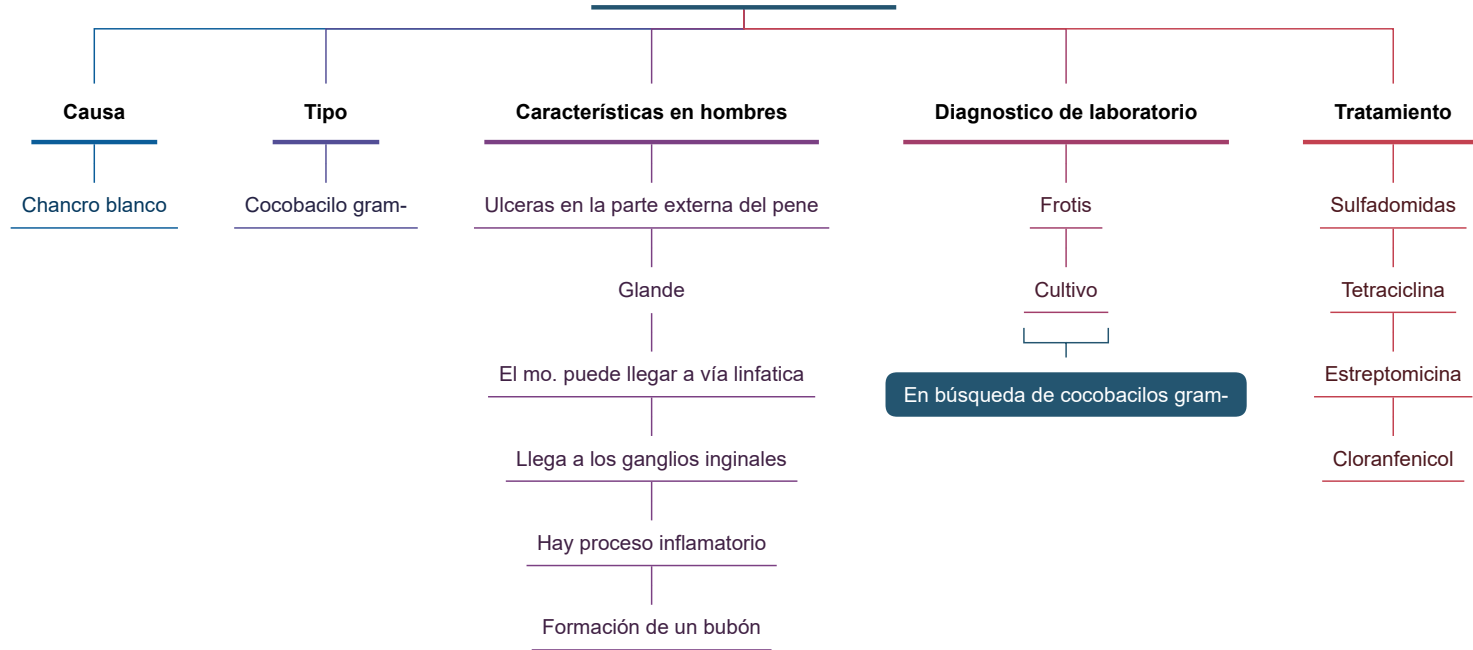 Causa
Chancro blanco
Tipo
Cocobacilo gram-
Características en hombres
Ulceras en la parte externa del pene
Glande
El mo. puede llegar a vía linfatica
Llega a los ganglios inginales
Hay proceso inflamatorio
Formación de un bubón
Diagnostico de laboratorio
Frotis
Cultivo
En búsqueda de cocobacilos gram-
Tratamiento
Sulfadomidas
Tetraciclina
Estreptomicina
Cloranfenicol